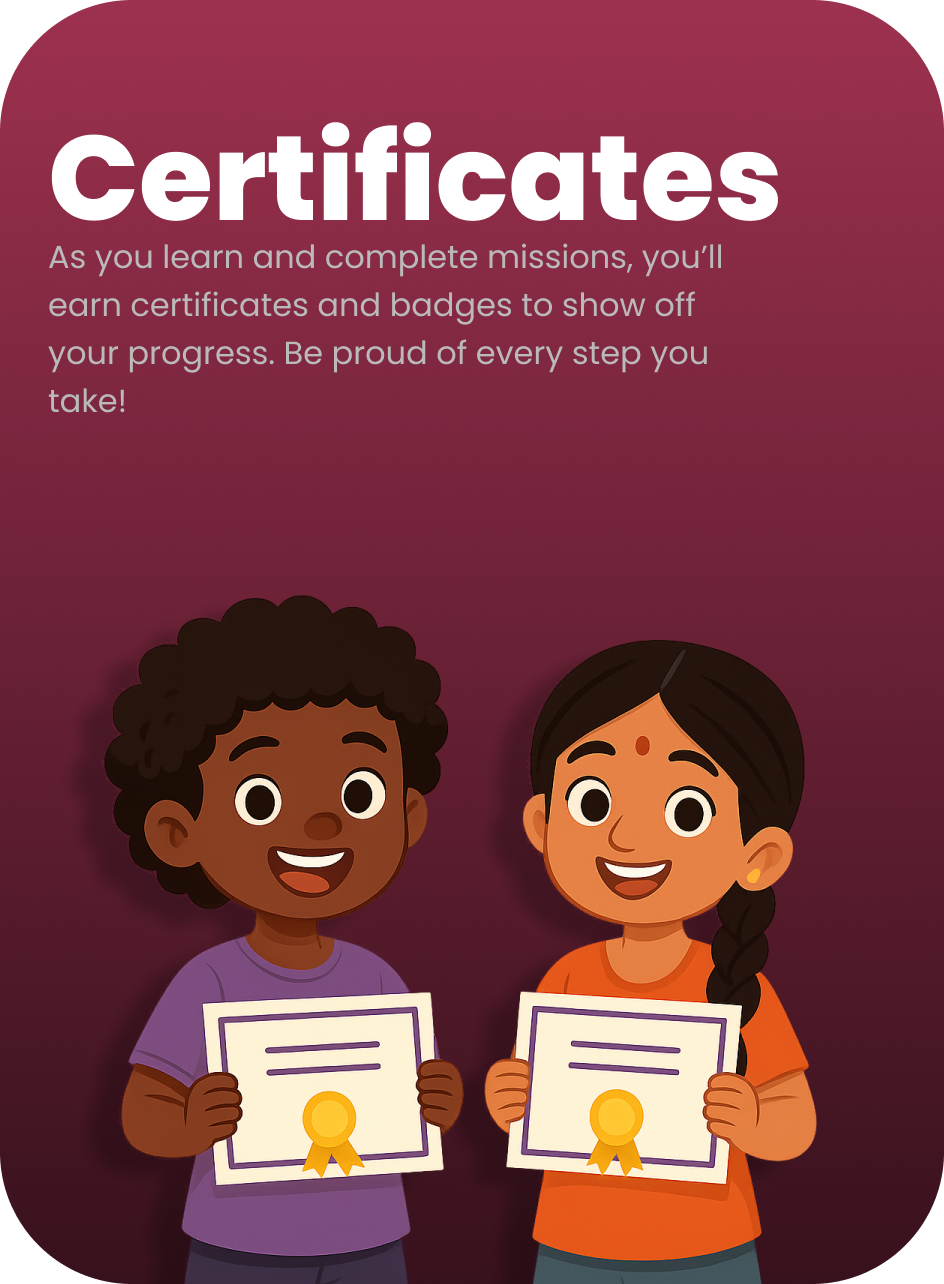 Certificates
As you learn and complete missions, you’ll
earn certificates and badges to show off
your progress. Be proud of every step you
take!